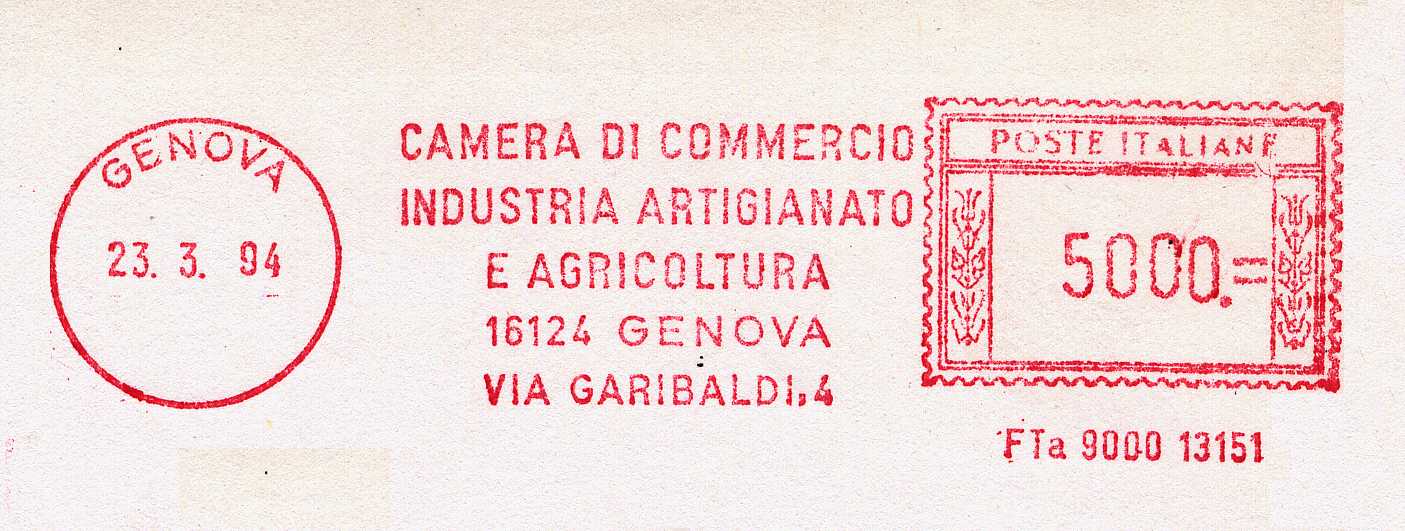 GENOVA
23. 3. 94
CAMERA DI COMMERCIO
INDUSTRIA ARTIGIANATO
E AGRICOLTURA
16124 GENOVA
VIA GARIBALDI, 4
POSTE ITALIANE
5000.=
FTa 9000 13151